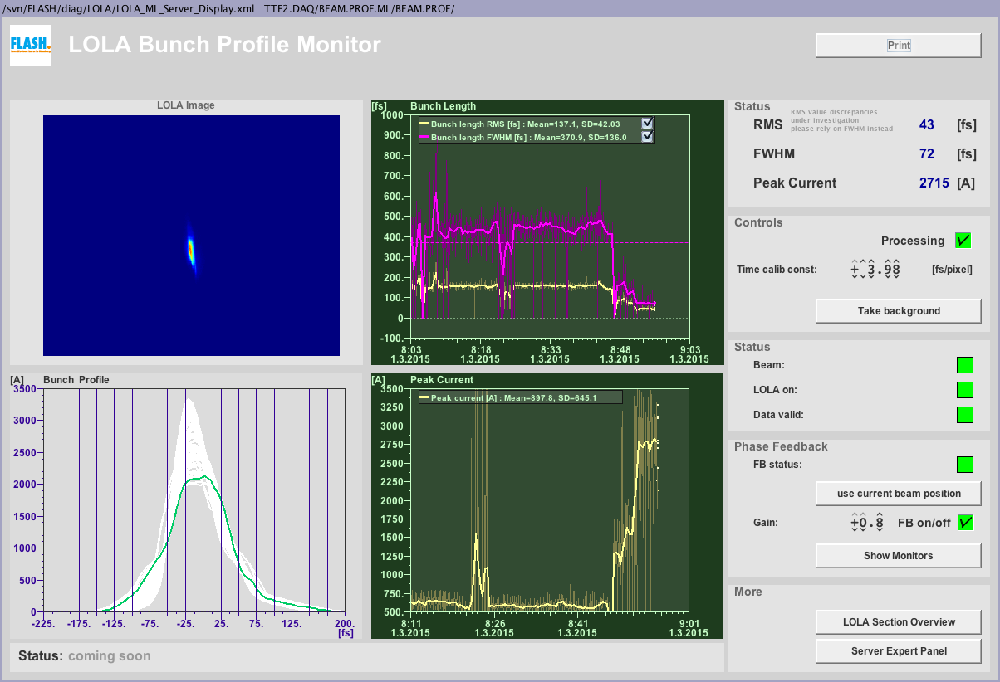 /svn/FLASH/diag/LOLA/LOLA_ML_Server_Display.xml TTF2.DAQ/BEAM.PROF.ML/BEAM.PROF/
FLASH.
LOLA Bunch Profile Monitor
Print
LOLA Image
[fs] Bunch Length
Bunch length RMS [fs] : Mean=137.1, SD=42.03
Bunch length FWHM [fs] : Mean=370.9, SD=136.0
1000
900.
800.
700.
600.
500.
400.
300.
200.
100.
0
-100.
8:03 8:18 8:33 8:48 9:03
1.3.2015 1.3.2015 1.3.2015 1.3.2015 1.3.2015
Status
RMS value discrepancies
under investigation
please rely on FWHM instead
RMS 43 [fs]
FWHM 72 [fs]
Peak Current 2715 [A]
Controls
Processing
Time calib const: +3.98 [fs/pixel]
Take background
Status
Beam:
LOLA on:
Data valid:
[A] Bunch Profile
3500
3000
2500
2000
1500
1000
500
0
-225. -175. -125. -75. -25. 25. 75. 125. 200.
[fs]
[A] Peak Current
Peak current [A] : Mean=897.8, SD=645.1
3500
3250
3000
2750
2500
2250
2000
1750
1500
1250
1000
750.
500.
8:11 8:26 8:41 9:01
1.3.2015 1.3.2015 1.3.2015 1.3.2015
Phase Feedback
FB status:
use current beam position
Gain: +0.8 FB on/off
Show Monitors
More
LOLA Section Overview
Server Expert Panel
Status: coming soon